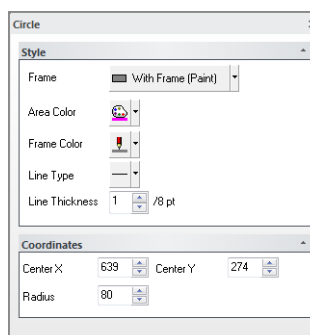 Circle
Style
Frame With Frame (Paint)
Area Color
Frame Color
Line Type
Line Thickness 1 /8 pt
Coordinates
Center X 639 Center Y 274
Radius 80